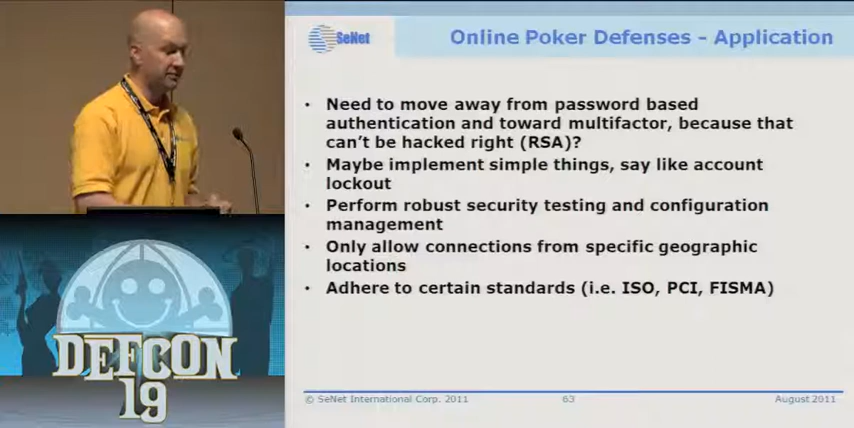 SeNet
Online Poker Defenses - Application
• Need to move away from password based
authentication and toward multifactor, because that
can't be hacked right (RSA)?
• Maybe implement simple things, say like account
lockout
• Perform robust security testing and configuration
management
• Only allow connections from specific geographic
locations
• Adhere to certain standards (i.e. ISO, PCI, FISMA)
© SeNet International Corp. 2011
63
August 2011
DEFCON
19